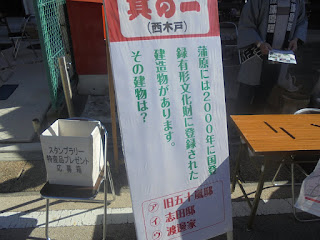 其の一
(西木戸)
蒲原には2000年に国登
録有形文化財に登録された
建造物があります。
その建物は?
ア 旧五十嵐邸
イ 志田邸
ウ 渡邊家
スタンプラリー
特産品プレゼント
応募箱